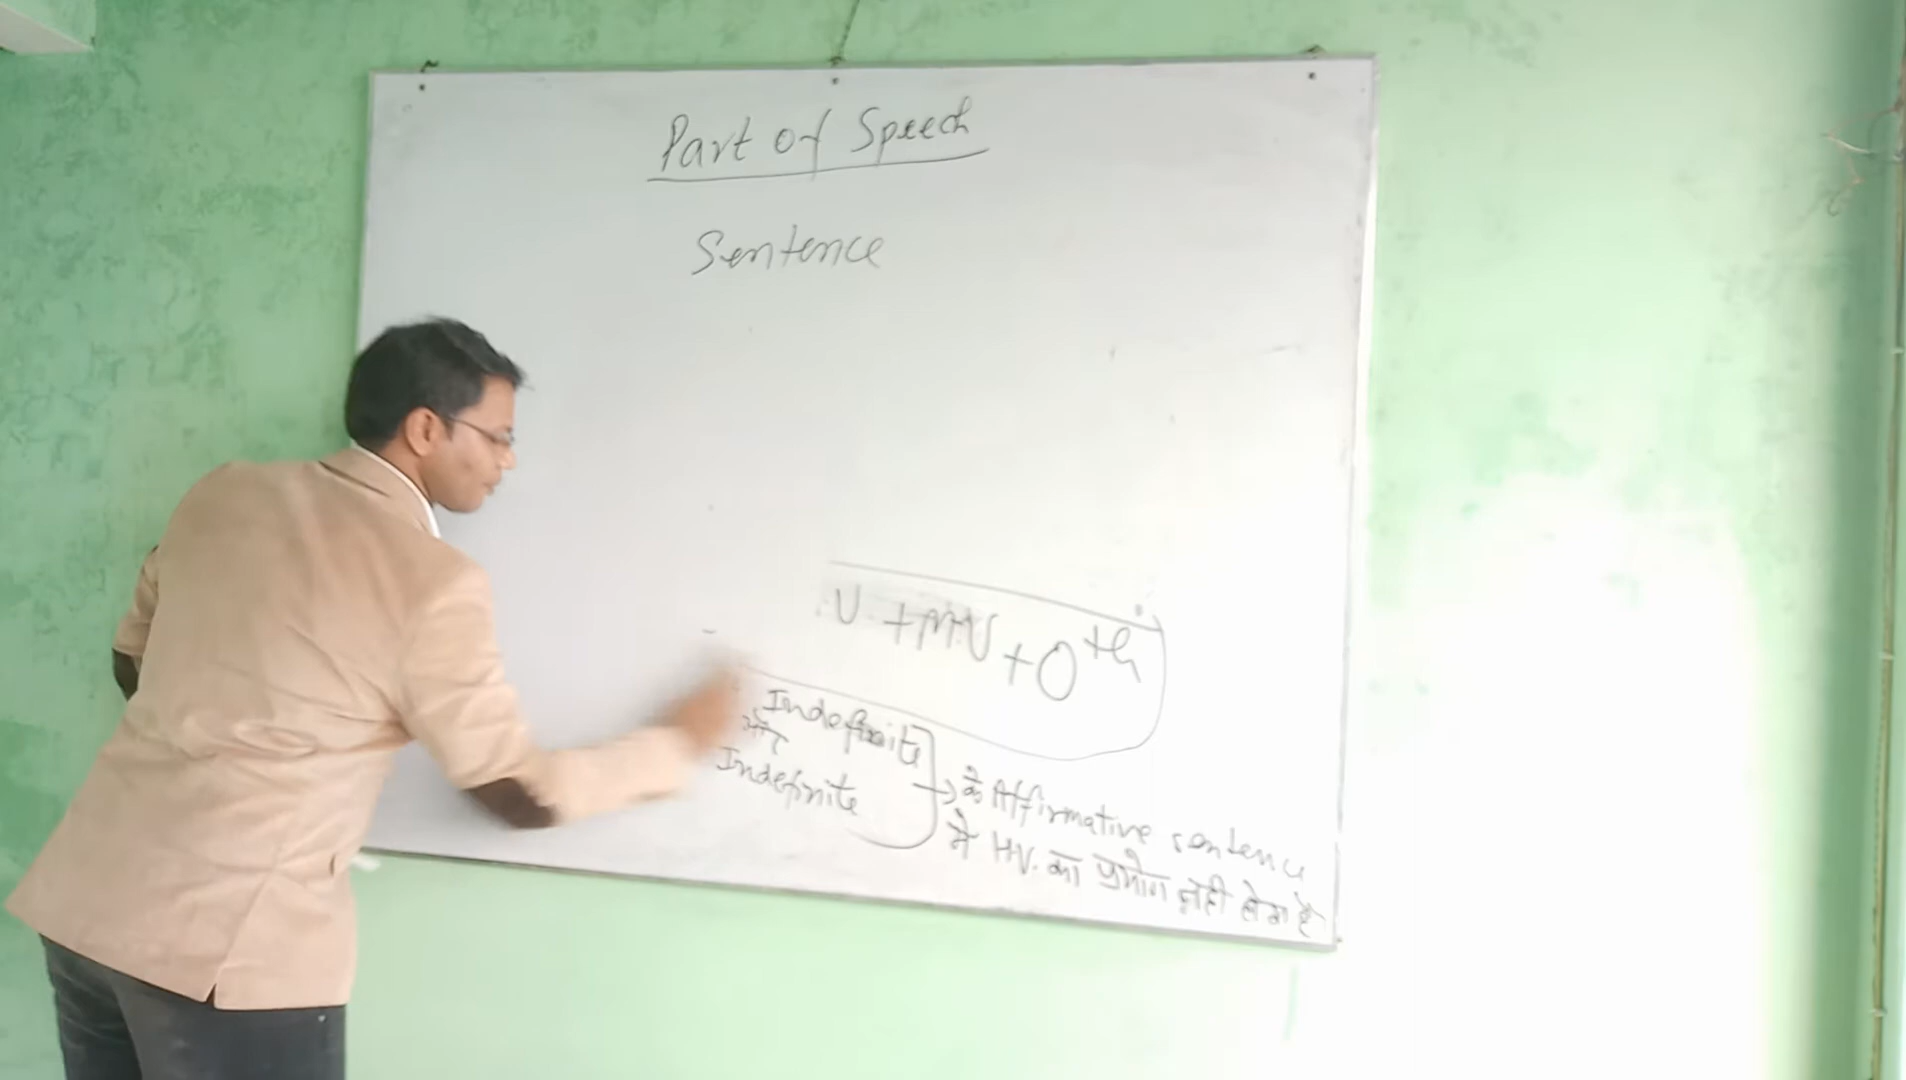 Part of Speech
Sentence
V + M.V + O + th
Indefinite
और
Indefinite
के Affirmative sentence
मे H.V. का प्रयोग नही होता है